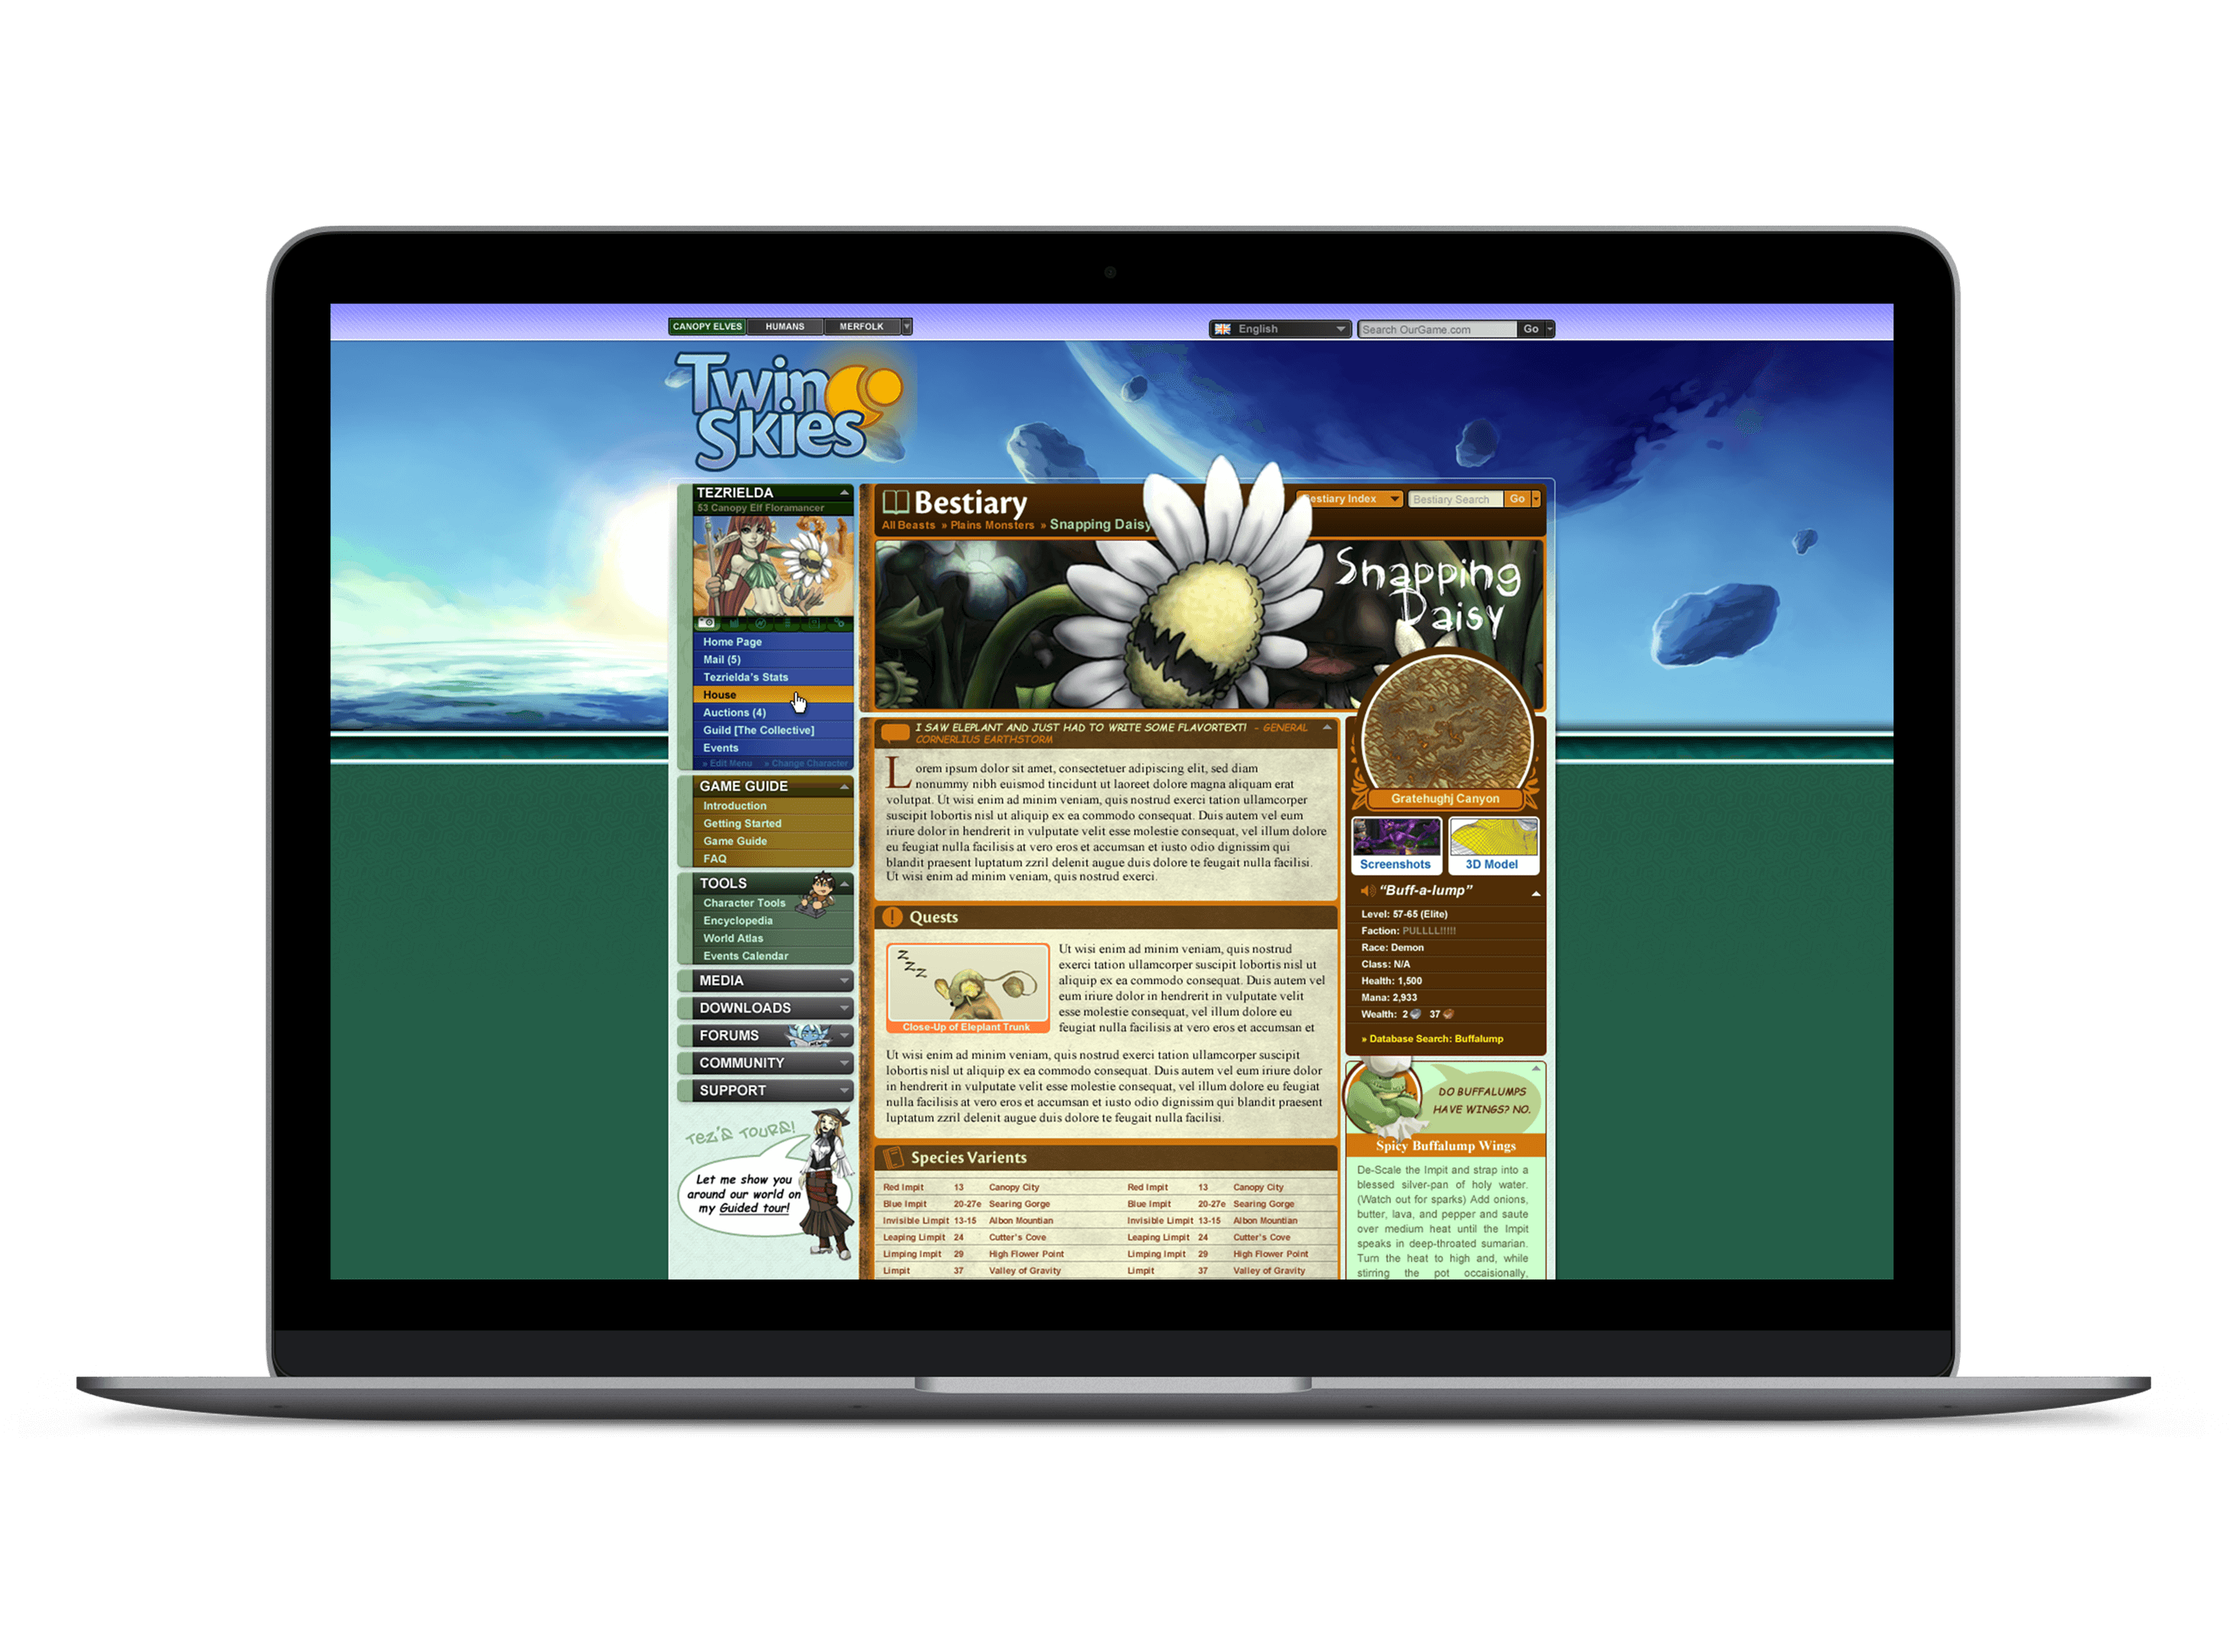 CANOPY ELVES HUMANS MERFOLK
English
Search OurGame.com Go
Twin
Skies
TEZRIELDA
53 Canopy Elf Floramancer
Home Page
Mail (5)
Tezrielda's Stats
House
Auctions (4)
Guild [The Collective]
Events
» Edit Menu » Change Character
GAME GUIDE
Introduction
Getting Started
Game Guide
FAQ
TOOLS
Character Tools
Encyclopedia
World Atlas
Events Calendar
MEDIA
DOWNLOADS
FORUMS
COMMUNITY
SUPPORT
TEZ'S TOURS!
Let me show you
around our world on
my Guided tour!
Bestiary
All Beasts » Plains Monsters » Snapping Daisy
estiary Index
Bestiary Search Go
Snapping
Daisy
I SAW ELEPLANT AND JUST HAD TO WRITE SOME FLAVORTEXT! - GENERAL
CORNERLIUS EARTHSTORM
Lorem ipsum dolor sit amet, consectetuer adipiscing elit, sed diam
nonummy nibh euismod tincidunt ut laoreet dolore magna aliquam erat
volutpat. Ut wisi enim ad minim veniam, quis nostrud exerci tation ullamcorper
suscipit lobortis nisl ut aliquip ex ea commodo consequat. Duis autem vel eum
iriure dolor in hendrerit in vulputate velit esse molestie consequat, vel illum dolore
eu feugiat nulla facilisis at vero eros et accumsan et iusto odio dignissim qui
blandit praesent luptatum zzril delenit augue duis dolore te feugait nulla facilisi.
Ut wisi enim ad minim veniam, quis nostrud exerci.
Quests
Z
Z
Z
Close-Up of Eleplant Trunk
Ut wisi enim ad minim veniam, quis nostrud
exerci tation ullamcorper suscipit lobortis nisl ut
aliquip ex ea commodo consequat. Duis autem vel
eum iriure dolor in hendrerit in vulputate velit
esse molestie consequat, vel illum dolore eu
feugiat nulla facilisis at vero eros et accumsan et
Ut wisi enim ad minim veniam, quis nostrud exerci tation ullamcorper suscipit
lobortis nisl ut aliquip ex ea commodo consequat. Duis autem vel eum iriure dolor
in hendrerit in vulputate velit esse molestie consequat, vel illum dolore eu feugiat
nulla facilisis at vero eros et accumsan et iusto odio dignissim qui blandit praesent
luptatum zzril delenit augue duis dolore te feugait nulla facilisi.
Species Varients
Red Impit 13 Canopy City Red Impit 13 Canopy City
Blue Impit 20-27e Searing Gorge Blue Impit 20-27e Searing Gorge
Invisible Limpit 13-15 Albon Mountian Invisible Limpit 13-15 Albon Mountian
Leaping Limpit 24 Cutter's Cove Leaping Limpit 24 Cutter's Cove
Limping Impit 29 High Flower Point Limping Impit 29 High Flower Point
Limpit 37 Valley of Gravity Limpit 37 Valley of Gravity
Gratehughj Canyon
Screenshots 3D Model
"Buff-a-lump"
Level: 57-65 (Elite)
Faction: PULLLL!!!!!
Race: Demon
Class: N/A
Health: 1,500
Mana: 2,933
Wealth: 2 37
» Database Search: Buffalump
DO BUFFALUMPS
HAVE WINGS? NO.
Spicy Buffalump Wings
De-Scale the Impit and strap into a
blessed silver-pan of holy water.
(Watch out for sparks) Add onions,
butter, lava, and pepper and saute
over medium heat until the Impit
speaks in deep-throated sumarian.
Turn the heat to high and, while
stirring the pot occaisionally,